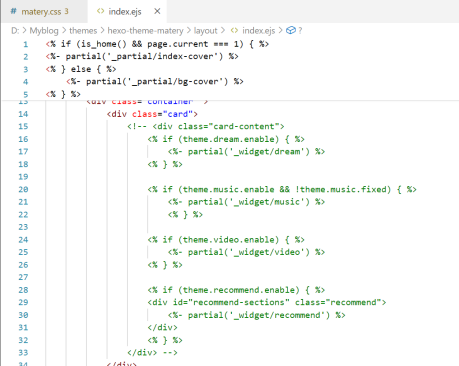 # matery.css 3 <> index.ejs ×
D: > Myblog > themes > hexo-theme-matery > layout > <> index.ejs > ?
1 <% if (is_home() && page.current === 1) { %>
2 <%- partial('_partial/index-cover') %>
3 <% } else { %>
4 <%- partial('_partial/bg-cover') %>
5 <% } %>
13 <div class="container">
14 <div class="card">
15 <!-- <div class="card-content">
16 <% if (theme.dream.enable) { %>
17 <%- partial('_widget/dream') %>
18 <% } %>
19
20 <% if (theme.music.enable && !theme.music.fixed) { %>
21 <%- partial('_widget/music') %>
22 <% } %>
23
24 <% if (theme.video.enable) { %>
25 <%- partial('_widget/video') %>
26 <% } %>
27
28 <% if (theme.recommend.enable) { %>
29 <div id="recommend-sections" class="recommend">
30 <%- partial('_widget/recommend') %>
31 </div>
32 <% } %>
33 </div> -->
34 </div>